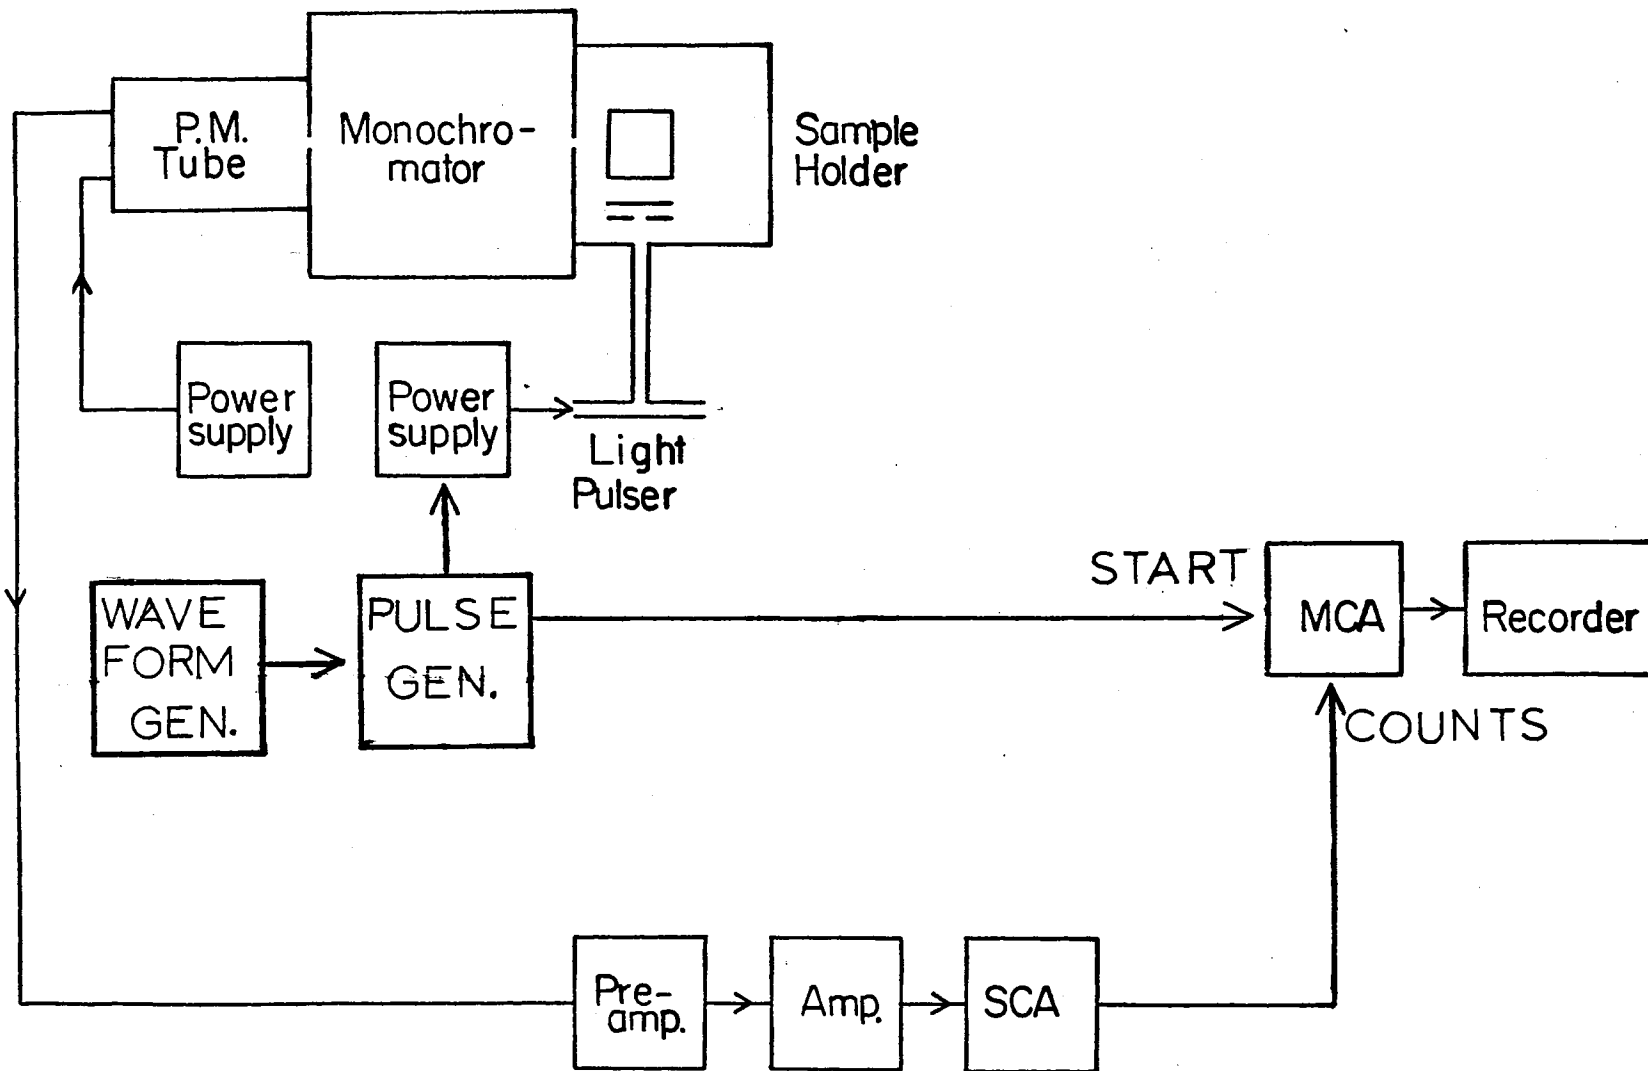 P.M.
Tube
Monochro-
mator
Sample
Holder
Power
supply
Power
supply
Light
Pulser
WAVE
FORM
GEN.
PULSE
GEN.
START
MCA
Recorder
COUNTS
Pre-
amp.
Amp.
SCA